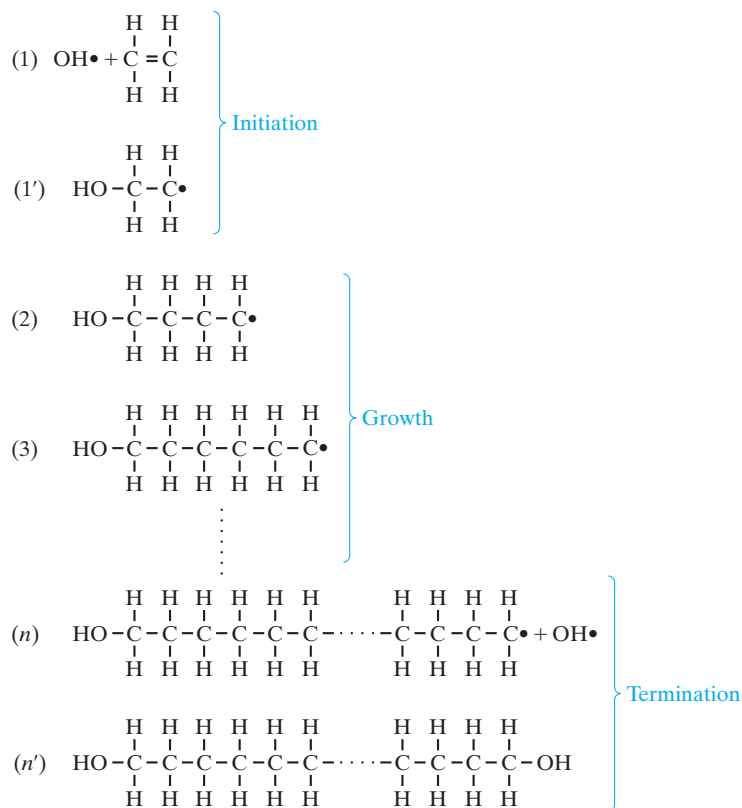 H H
(1) OH• + C = C
H H
Initiation
H H
(1′) HO – C – C•
H H
H H H H
(2) HO – C – C – C – C•
H H H H
H H H H H H
(3) HO – C – C – C – C – C – C•
H H H H H H
Growth
H H H H H H H H H H
(n) HO – C – C – C – C – C – C – ····· – C – C – C – C• + OH•
H H H H H H H H H H
Termination
H H H H H H H H H H
(n′) HO – C – C – C – C – C – C – ····· – C – C – C – C – OH
H H H H H H H H H H